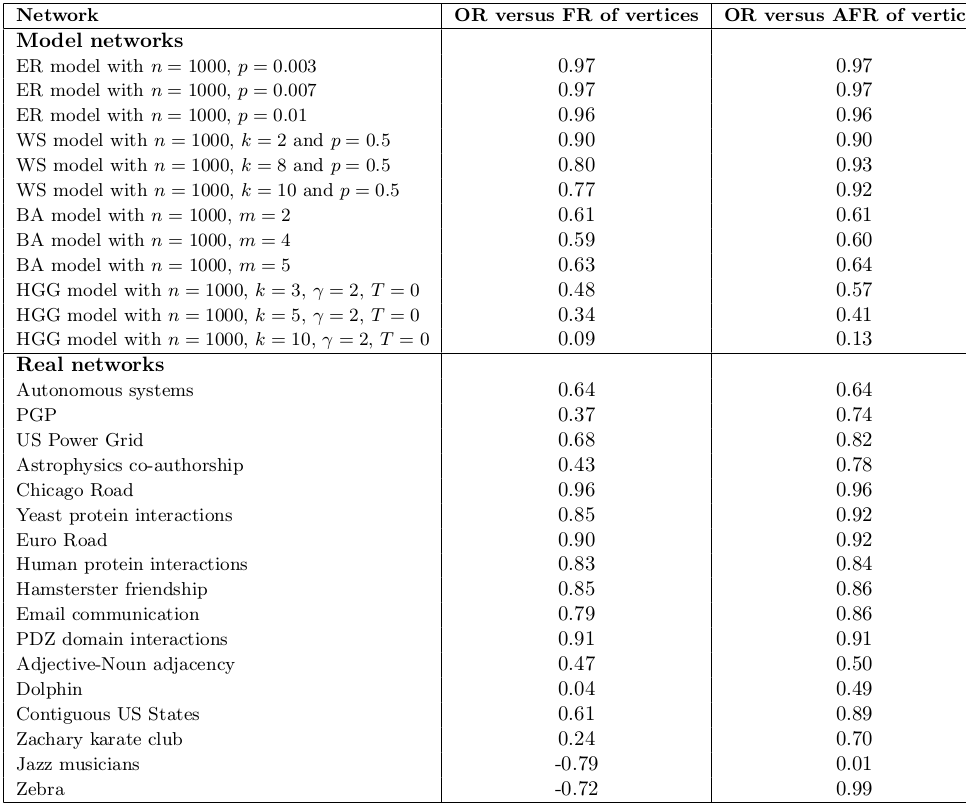 Network OR versus FR of vertices OR versus AFR of
Model networks
ER model with n = 1000, p = 0.003 0.97 0.97
ER model with n = 1000, p = 0.007 0.97 0.97
ER model with n = 1000, p = 0.01 0.96 0.96
WS model with n = 1000, k = 2 and p = 0.5 0.90 0.90
WS model with n = 1000, k = 8 and p = 0.5 0.80 0.93
WS model with n = 1000, k = 10 and p = 0.5 0.77 0.92
BA model with n = 1000, m = 2 0.61 0.61
BA model with n = 1000, m = 4 0.59 0.60
BA model with n = 1000, m = 5 0.63 0.64
HGG model with n = 1000, k = 3, γ = 2, T = 0 0.48 0.57
HGG model with n = 1000, k = 5, γ = 2, T = 0 0.34 0.41
HGG model with n = 1000, k = 10, γ = 2, T = 0 0.09 0.13
Real networks
Autonomous systems 0.64 0.64
PGP 0.37 0.74
US Power Grid 0.68 0.82
Astrophysics co-authorship 0.43 0.78
Chicago Road 0.96 0.96
Yeast protein interactions 0.85 0.92
Euro Road 0.90 0.92
Human protein interactions 0.83 0.84
Hamsterster friendship 0.85 0.86
Email communication 0.79 0.86
PDZ domain interactions 0.91 0.91
Adjective-Noun adjacency 0.47 0.50
Dolphin 0.04 0.49
Contiguous US States 0.61 0.89
Zachary karate club 0.24 0.70
Jazz musicians -0.79 0.01
Zebra -0.72 0.99